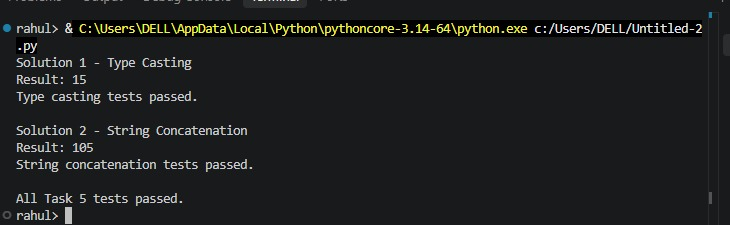 rahul> & C:\Users\DELL\AppData\Local\Python\pythoncore-3.14-64\python.exe c:/Users/DELL/Untitled-2
.py
Solution 1 - Type Casting
Result: 15
Type casting tests passed.
Solution 2 - String Concatenation
Result: 105
String concatenation tests passed.
All Task 5 tests passed.
rahul>